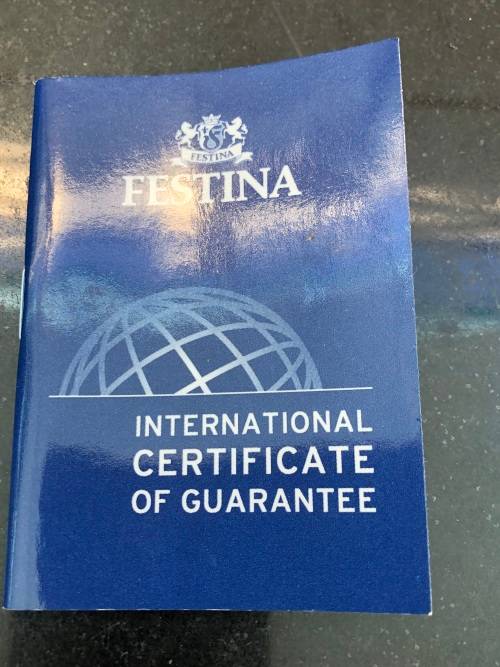 FESTINA
FESTINA
INTERNATIONAL
CERTIFICATE
OF GUARANTEE